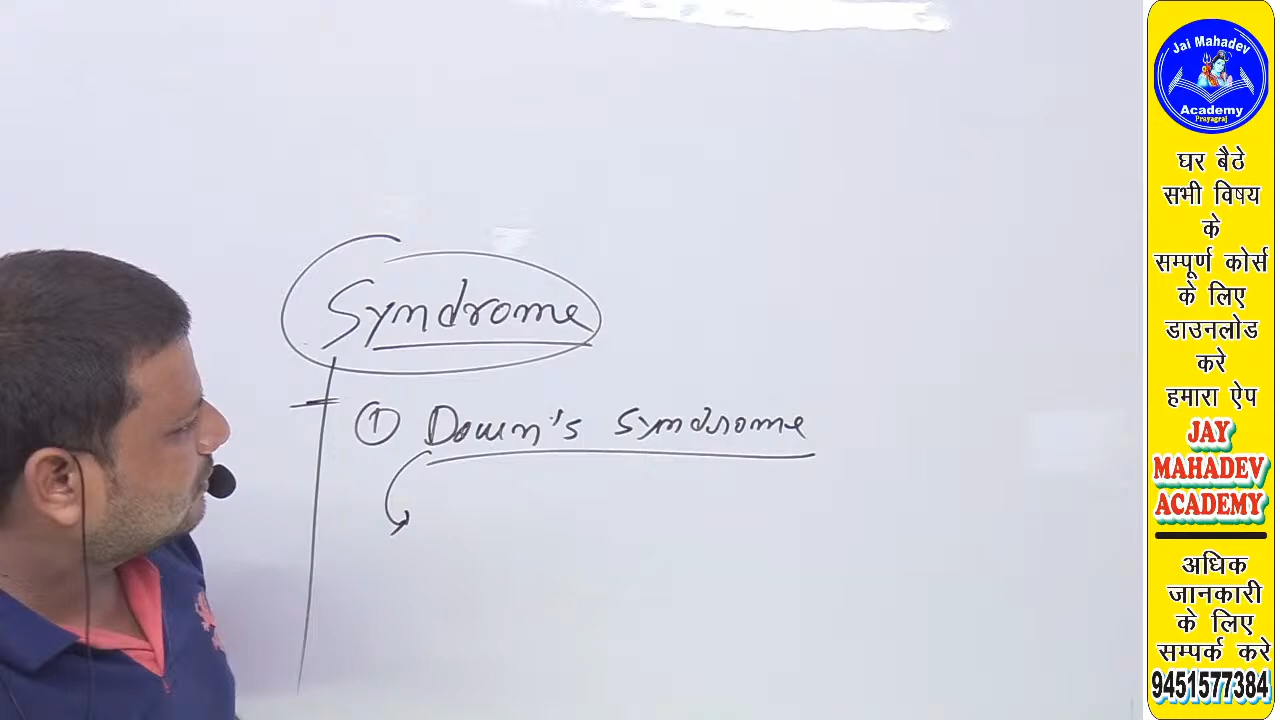 Syndrome
① Down's Syndrome
Jai Mahadev
Academy
Prayagraj
घर बैठे
सभी विषय
के
सम्पूर्ण कोर्स
के लिए
डाउनलोड
करे
हमारा ऐप
JAY
MAHADEV
ACADEMY
अधिक
जानकारी
के लिए
सम्पर्क करे
9451577384